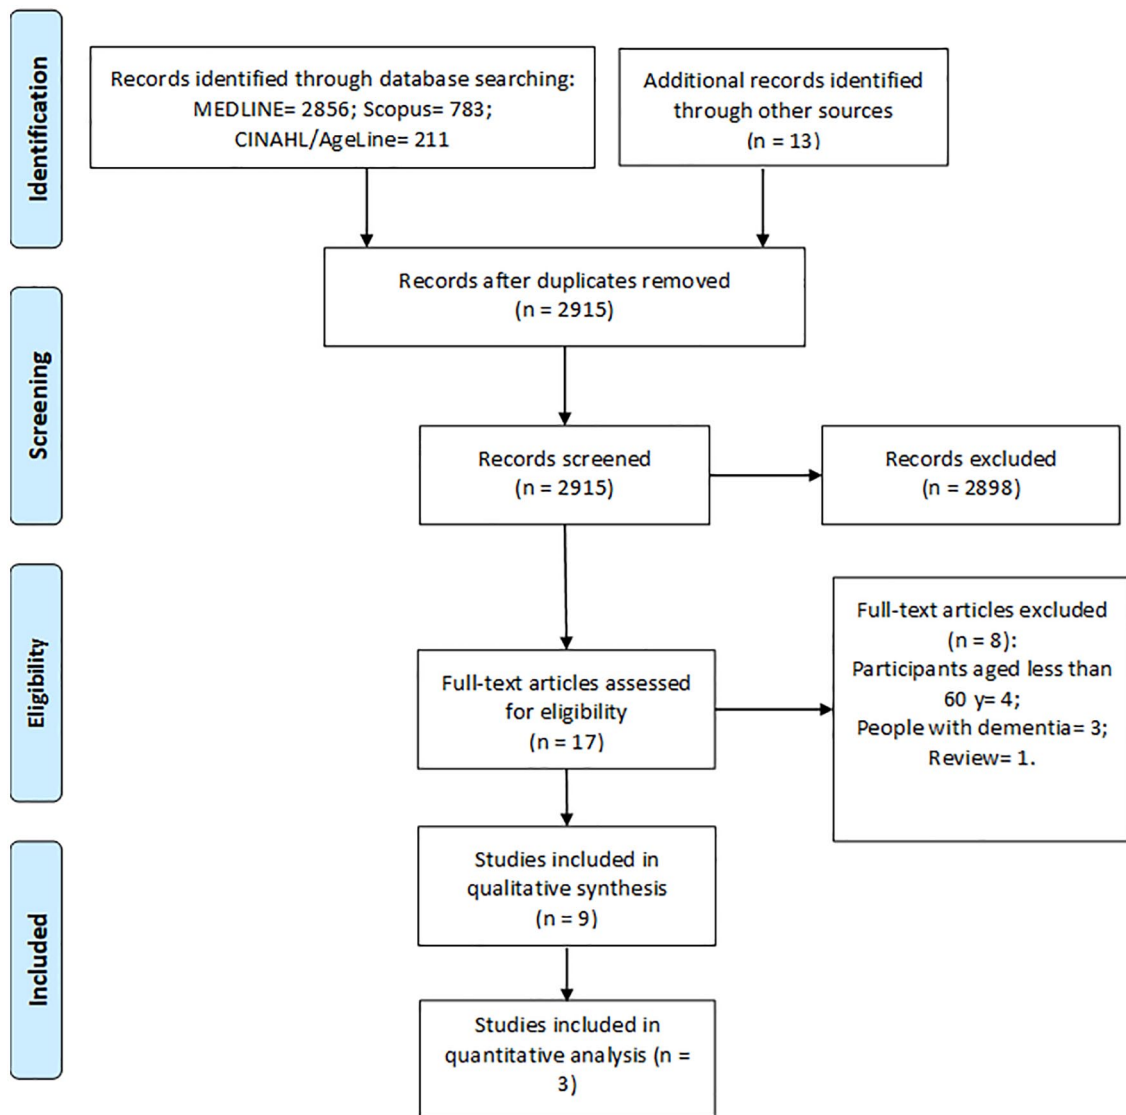 Identification
Records identified through database searching:
MEDLINE= 2856; Scopus= 783;
CINAHL/AgeLine= 211
Additional records identified
through other sources
(n = 13)
Records after duplicates removed
(n = 2915)
Screening
Records screened
(n = 2915)
Records excluded
(n = 2898)
Eligibility
Full-text articles assessed
for eligibility
(n = 17)
Full-text articles excluded
(n = 8):
Participants aged less than
60 y= 4;
People with dementia= 3;
Review= 1.
Included
Studies included in
qualitative synthesis
(n = 9)
Studies included in
quantitative analysis (n =
3)